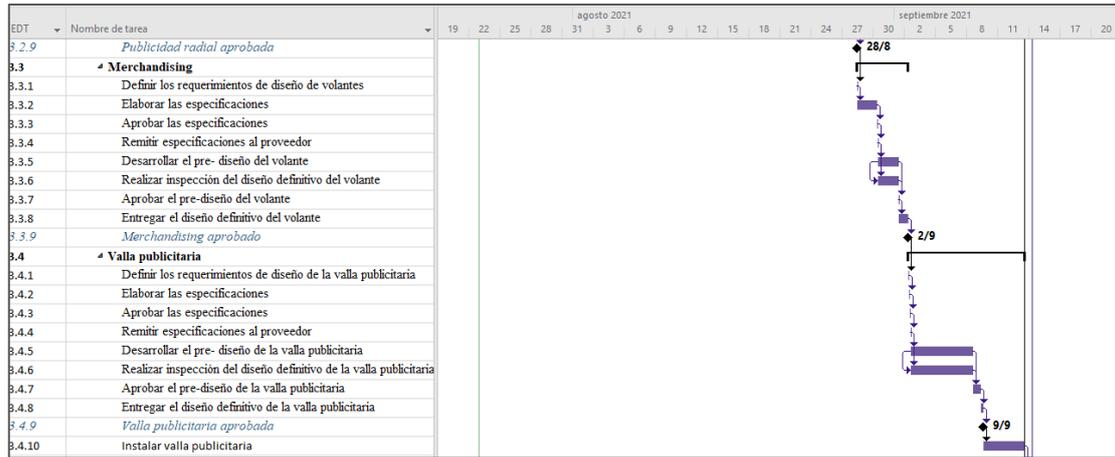 agosto 2021 septiembre 2021
EDT Nombre de tarea 19 22 25 28 31 3 6 9 12 15 18 21 24 27 30 2 5 8 11 14 17 20
3.2.9 Publicidad radial aprobada 28/8
3.3 Merchandising
3.3.1 Definir los requerimientos de diseño de volantes
3.3.2 Elaborar las especificaciones
3.3.3 Aprobar las especificaciones
3.3.4 Remitir especificaciones al proveedor
3.3.5 Desarrollar el pre- diseño del volante
3.3.6 Realizar inspección del diseño definitivo del volante
3.3.7 Aprobar el pre-diseño del volante
3.3.8 Entregar el diseño definitivo del volante
3.3.9 Merchandising aprobado 2/9
3.4 Valla publicitaria
3.4.1 Definir los requerimientos de diseño de la valla publicitaria
3.4.2 Elaborar las especificaciones
3.4.3 Aprobar las especificaciones
3.4.4 Remitir especificaciones al proveedor
3.4.5 Desarrollar el pre- diseño de la valla publicitaria
3.4.6 Realizar inspección del diseño definitivo de la valla publicitaria
3.4.7 Aprobar el pre-diseño de la valla publicitaria
3.4.8 Entregar el diseño definitivo de la valla publicitaria
3.4.9 Valla publicitaria aprobada 9/9
3.4.10 Instalar valla publicitaria